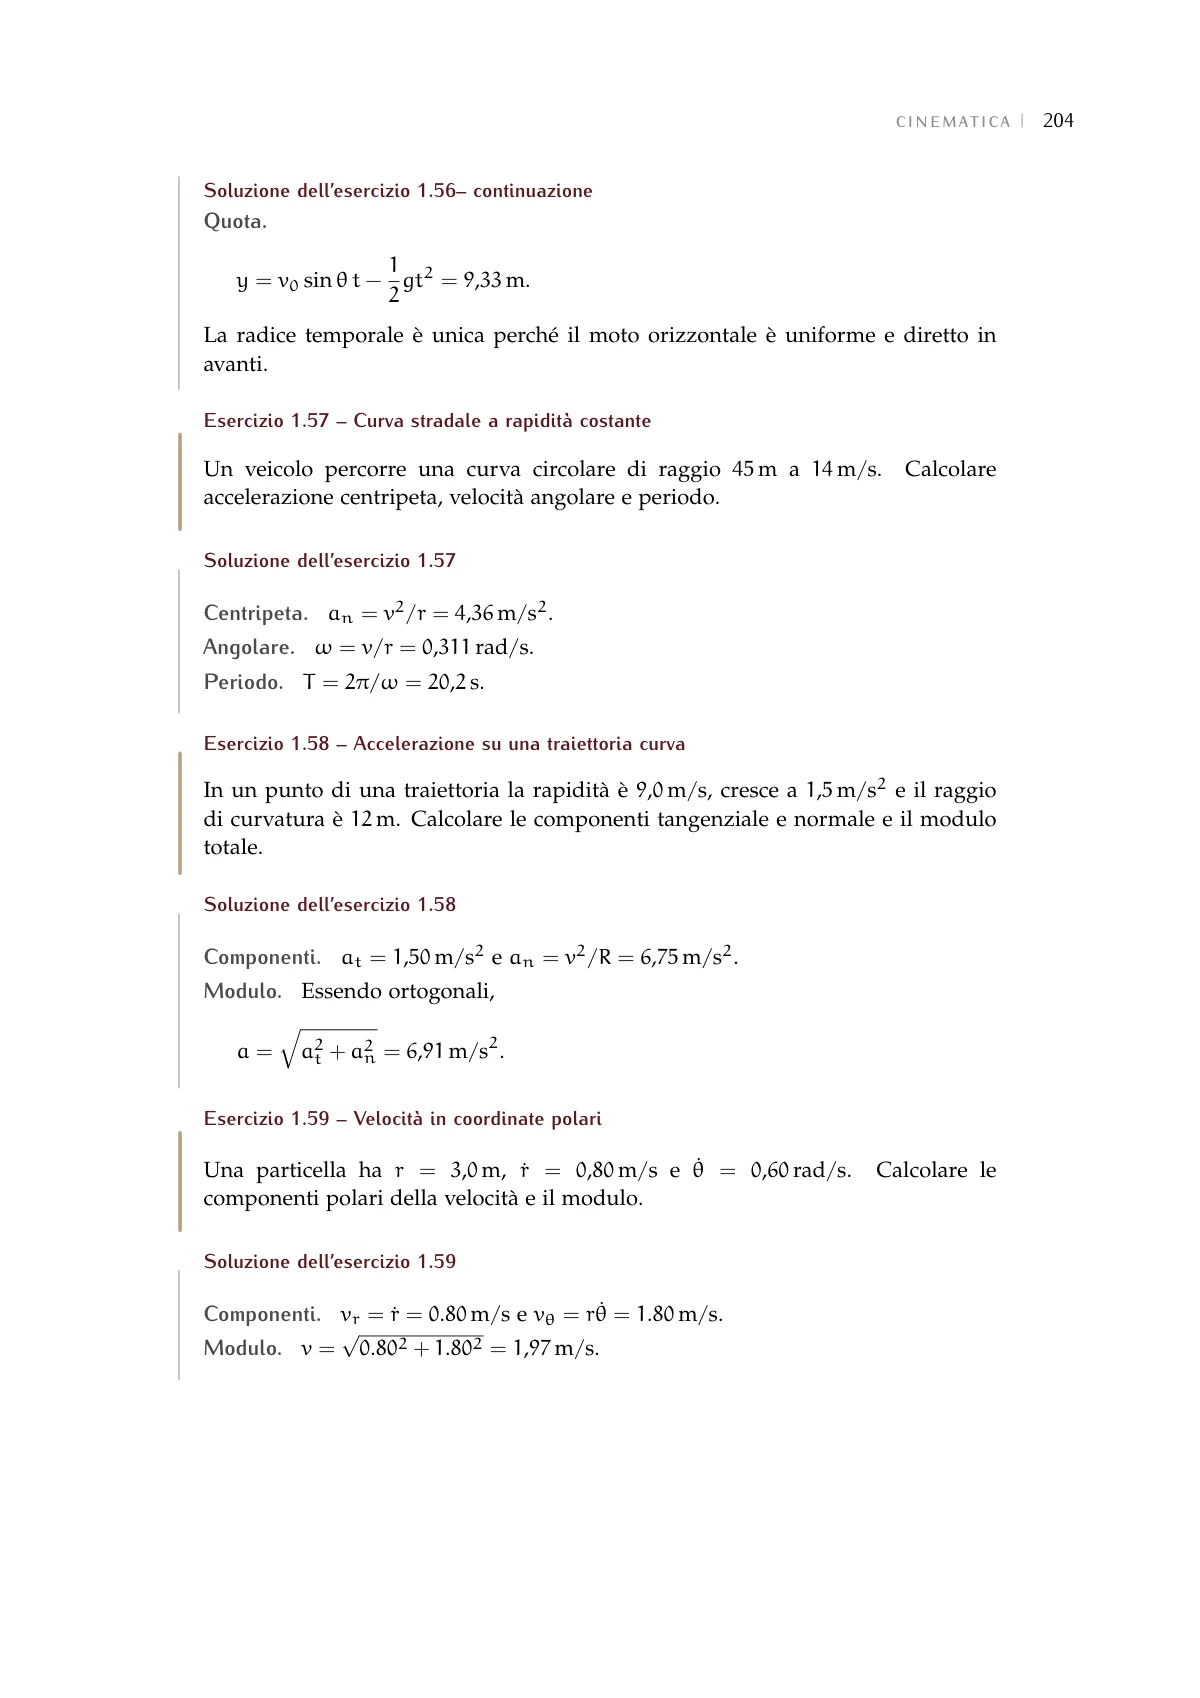 CINEMATICA | 204
Soluzione dell'esercizio 1.56– continuazione
Quota.
y = v₀ sin θ t − 1/2 gt² = 9,33 m.
La radice temporale è unica perché il moto orizzontale è uniforme e diretto in
avanti.
Esercizio 1.57 – Curva stradale a rapidità costante
Un veicolo percorre una curva circolare di raggio 45 m a 14 m/s. Calcolare
accelerazione centripeta, velocità angolare e periodo.
Soluzione dell'esercizio 1.57
Centripeta. aₙ = v²/r = 4,36 m/s².
Angolare. ω = v/r = 0,311 rad/s.
Periodo. T = 2π/ω = 20,2 s.
Esercizio 1.58 – Accelerazione su una traiettoria curva
In un punto di una traiettoria la rapidità è 9,0 m/s, cresce a 1,5 m/s² e il raggio
di curvatura è 12 m. Calcolare le componenti tangenziale e normale e il modulo
totale.
Soluzione dell'esercizio 1.58
Componenti. aₜ = 1,50 m/s² e aₙ = v²/R = 6,75 m/s².
Modulo. Essendo ortogonali,
a = √(aₜ² + aₙ²) = 6,91 m/s².
Esercizio 1.59 – Velocità in coordinate polari
Una particella ha r = 3,0 m, ṙ = 0,80 m/s e θ̇ = 0,60 rad/s. Calcolare le
componenti polari della velocità e il modulo.
Soluzione dell'esercizio 1.59
Componenti. vᵣ = ṙ = 0.80 m/s e v_θ = rθ̇ = 1.80 m/s.
Modulo. v = √(0.80² + 1.80²) = 1,97 m/s.